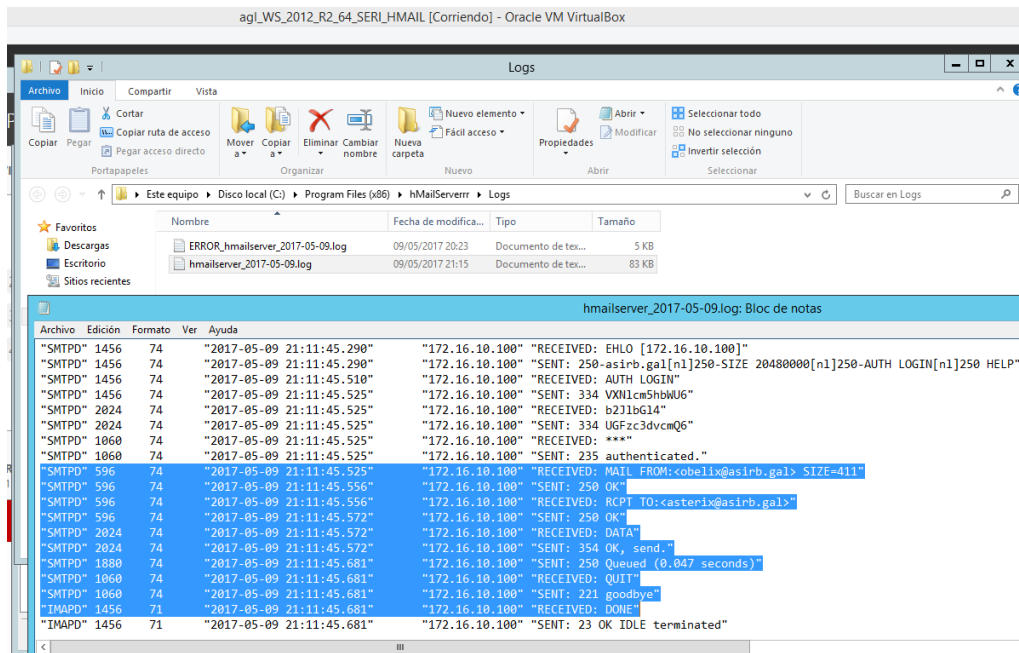 agl_WS_2012_R2_64_SERI_HMAIL [Corriendo] - Oracle VM VirtualBox
Logs
Archivo Inicio Compartir Vista
Copiar Pegar Cortar Copiar ruta de acceso Pegar acceso directo
Mover a Copiar a Eliminar Cambiar nombre
Nueva carpeta Nuevo elemento Fácil acceso
Propiedades Abrir Modificar
Seleccionar todo No seleccionar ninguno Invertir selección
Portapapeles Organizar Nuevo Abrir Seleccionar
Este equipo Disco local (C:) Program Files (x86) hMailServerrr Logs
Buscar en Logs
Favoritos
Descargas
Escritorio
Sitios recientes
Nombre Fecha de modifica... Tipo Tamaño
ERROR_hmailserver_2017-05-09.log 09/05/2017 20:23 Documento de tex... 5 KB
hmailserver_2017-05-09.log 09/05/2017 21:15 Documento de tex... 83 KB
hmailserver_2017-05-09.log: Bloc de notas
Archivo Edición Formato Ver Ayuda
"SMTPD" 1456 74 "2017-05-09 21:11:45.290" "172.16.10.100" "RECEIVED: EHLO [172.16.10.100]"
"SMTPD" 1456 74 "2017-05-09 21:11:45.290" "172.16.10.100" "SENT: 250-asirb.gal[nl]250-SIZE 20480000[nl]250-AUTH LOGIN[nl]250 HELP"
"SMTPD" 1456 74 "2017-05-09 21:11:45.510" "172.16.10.100" "RECEIVED: AUTH LOGIN"
"SMTPD" 1456 74 "2017-05-09 21:11:45.525" "172.16.10.100" "SENT: 334 VXNlcm5hbWU6"
"SMTPD" 2024 74 "2017-05-09 21:11:45.525" "172.16.10.100" "RECEIVED: b2JlbGl4"
"SMTPD" 2024 74 "2017-05-09 21:11:45.525" "172.16.10.100" "SENT: 334 UGFzc3dvcmQ6"
"SMTPD" 1060 74 "2017-05-09 21:11:45.525" "172.16.10.100" "RECEIVED: ***"
"SMTPD" 1060 74 "2017-05-09 21:11:45.525" "172.16.10.100" "SENT: 235 authenticated."
"SMTPD" 596 74 "2017-05-09 21:11:45.525" "172.16.10.100" "RECEIVED: MAIL FROM:<obelix@asirb.gal> SIZE=411"
"SMTPD" 596 74 "2017-05-09 21:11:45.556" "172.16.10.100" "SENT: 250 OK"
"SMTPD" 596 74 "2017-05-09 21:11:45.556" "172.16.10.100" "RECEIVED: RCPT TO:<asterix@asirb.gal>"
"SMTPD" 596 74 "2017-05-09 21:11:45.572" "172.16.10.100" "SENT: 250 OK"
"SMTPD" 2024 74 "2017-05-09 21:11:45.572" "172.16.10.100" "RECEIVED: DATA"
"SMTPD" 2024 74 "2017-05-09 21:11:45.572" "172.16.10.100" "SENT: 354 OK, send."
"SMTPD" 1880 74 "2017-05-09 21:11:45.681" "172.16.10.100" "SENT: 250 Queued (0.047 seconds)"
"SMTPD" 1060 74 "2017-05-09 21:11:45.681" "172.16.10.100" "RECEIVED: QUIT"
"SMTPD" 1060 74 "2017-05-09 21:11:45.681" "172.16.10.100" "SENT: 221 goodbye"
"IMAPD" 1456 71 "2017-05-09 21:11:45.681" "172.16.10.100" "RECEIVED: DONE"
"IMAPD" 1456 71 "2017-05-09 21:11:45.681" "172.16.10.100" "SENT: 23 OK IDLE terminated"